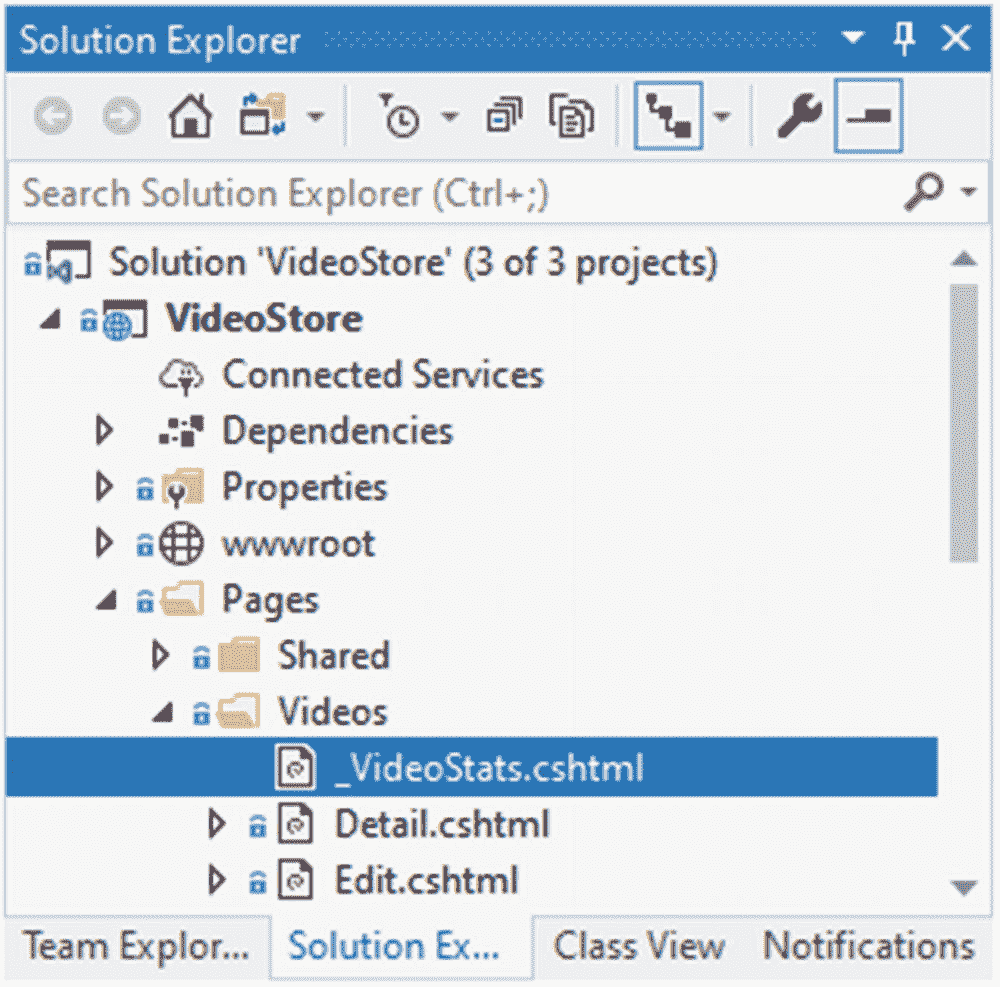 Solution Explorer
Search Solution Explorer (Ctrl+;)
Solution 'VideoStore' (3 of 3 projects)
VideoStore
Connected Services
Dependencies
Properties
wwwroot
Pages
Shared
Videos
_VideoStats.cshtml
Detail.cshtml
Edit.cshtml
Team Explor... Solution Ex... Class View Notifications